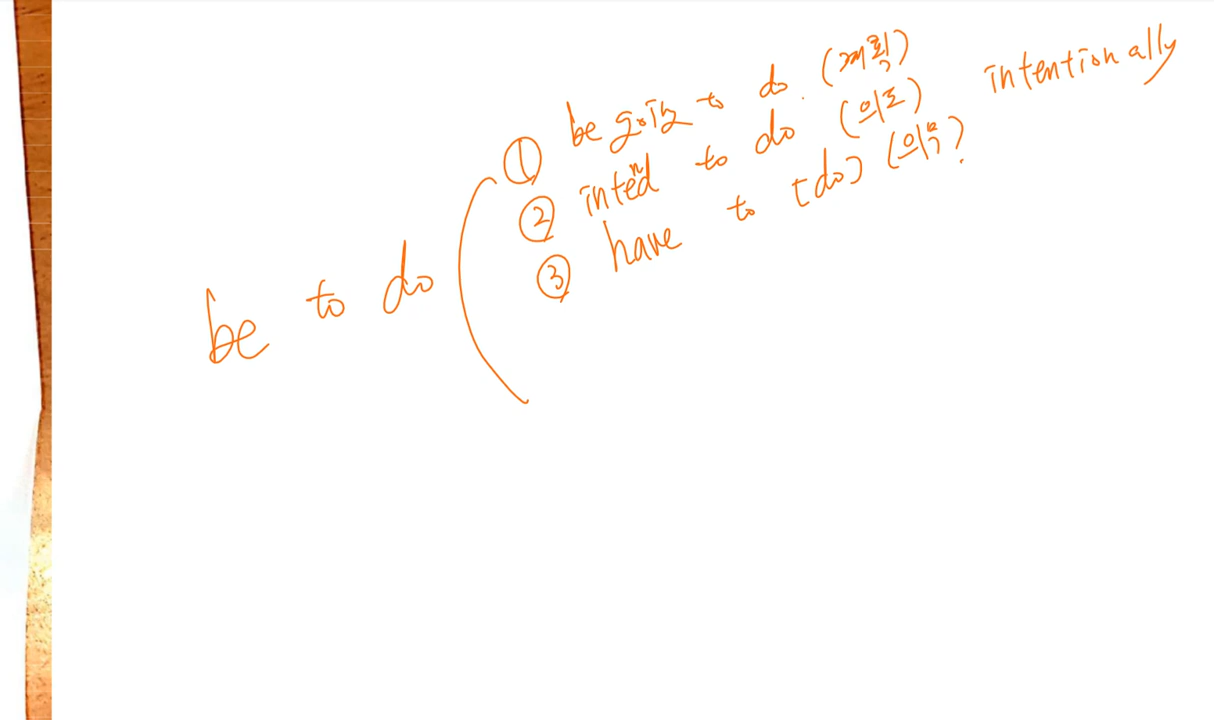 be to do
① be going to do. (계획)
② intend to do (의도) intentionally
③ have to [do] (의무)